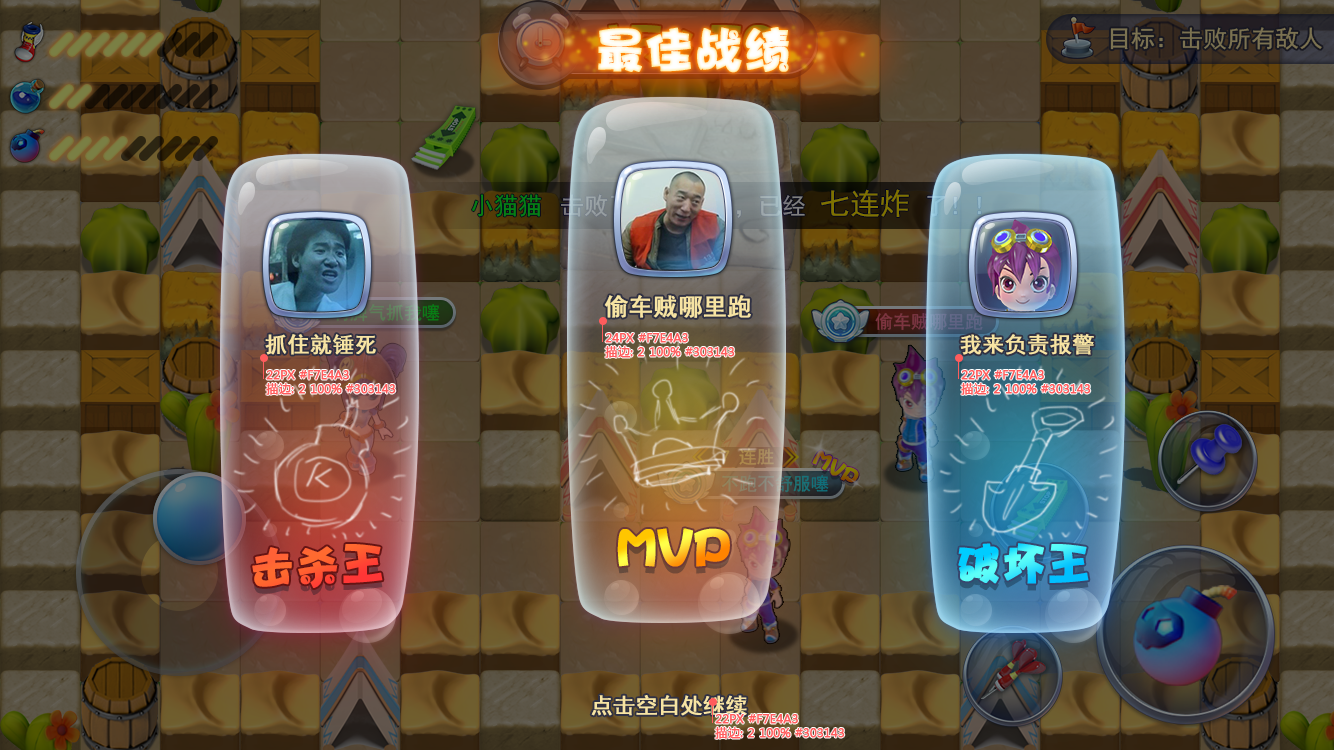 最佳战绩
目标：击败所有敌人
小猫猫 击败
，已经 七连炸 了！！
偷车贼哪里跑
24PX #F7E4A3
描边: 2 100% #303143
抓住就锤死
22PX #F7E4A3
描边: 2 100% #303143
我来负责报警
22PX #F7E4A3
描边: 2 100% #303143
偷车贼哪里跑
连胜
MVP
K
击杀王
MVP
破坏王
点击空白处继续
22PX #F7E4A3
描边: 2 100% #303143